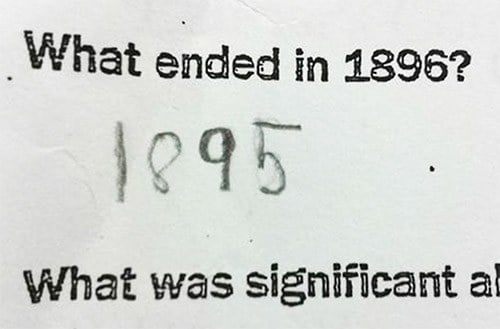 What ended in 1896?
1895
What was significant